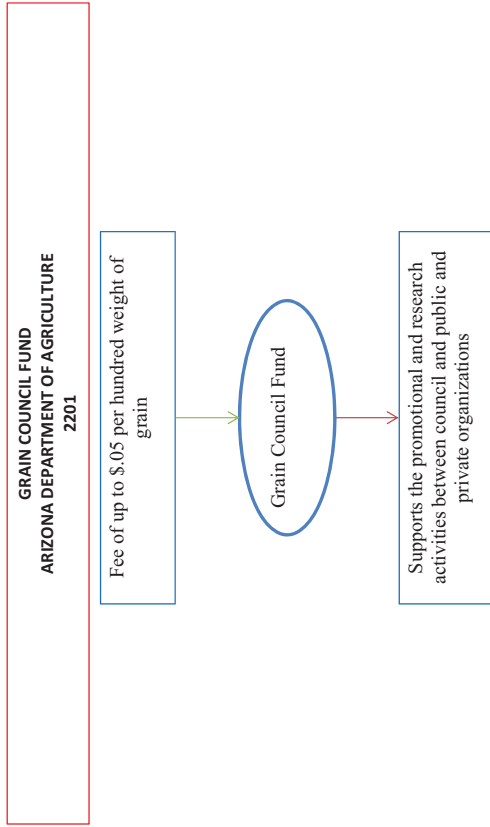 GRAIN COUNCIL FUND
ARIZONA DEPARTMENT OF AGRICULTURE
2201
Fee of up to $.05 per hundred weight of
grain
Grain Council Fund
Supports the promotional and research
activities between council and public and
private organizations